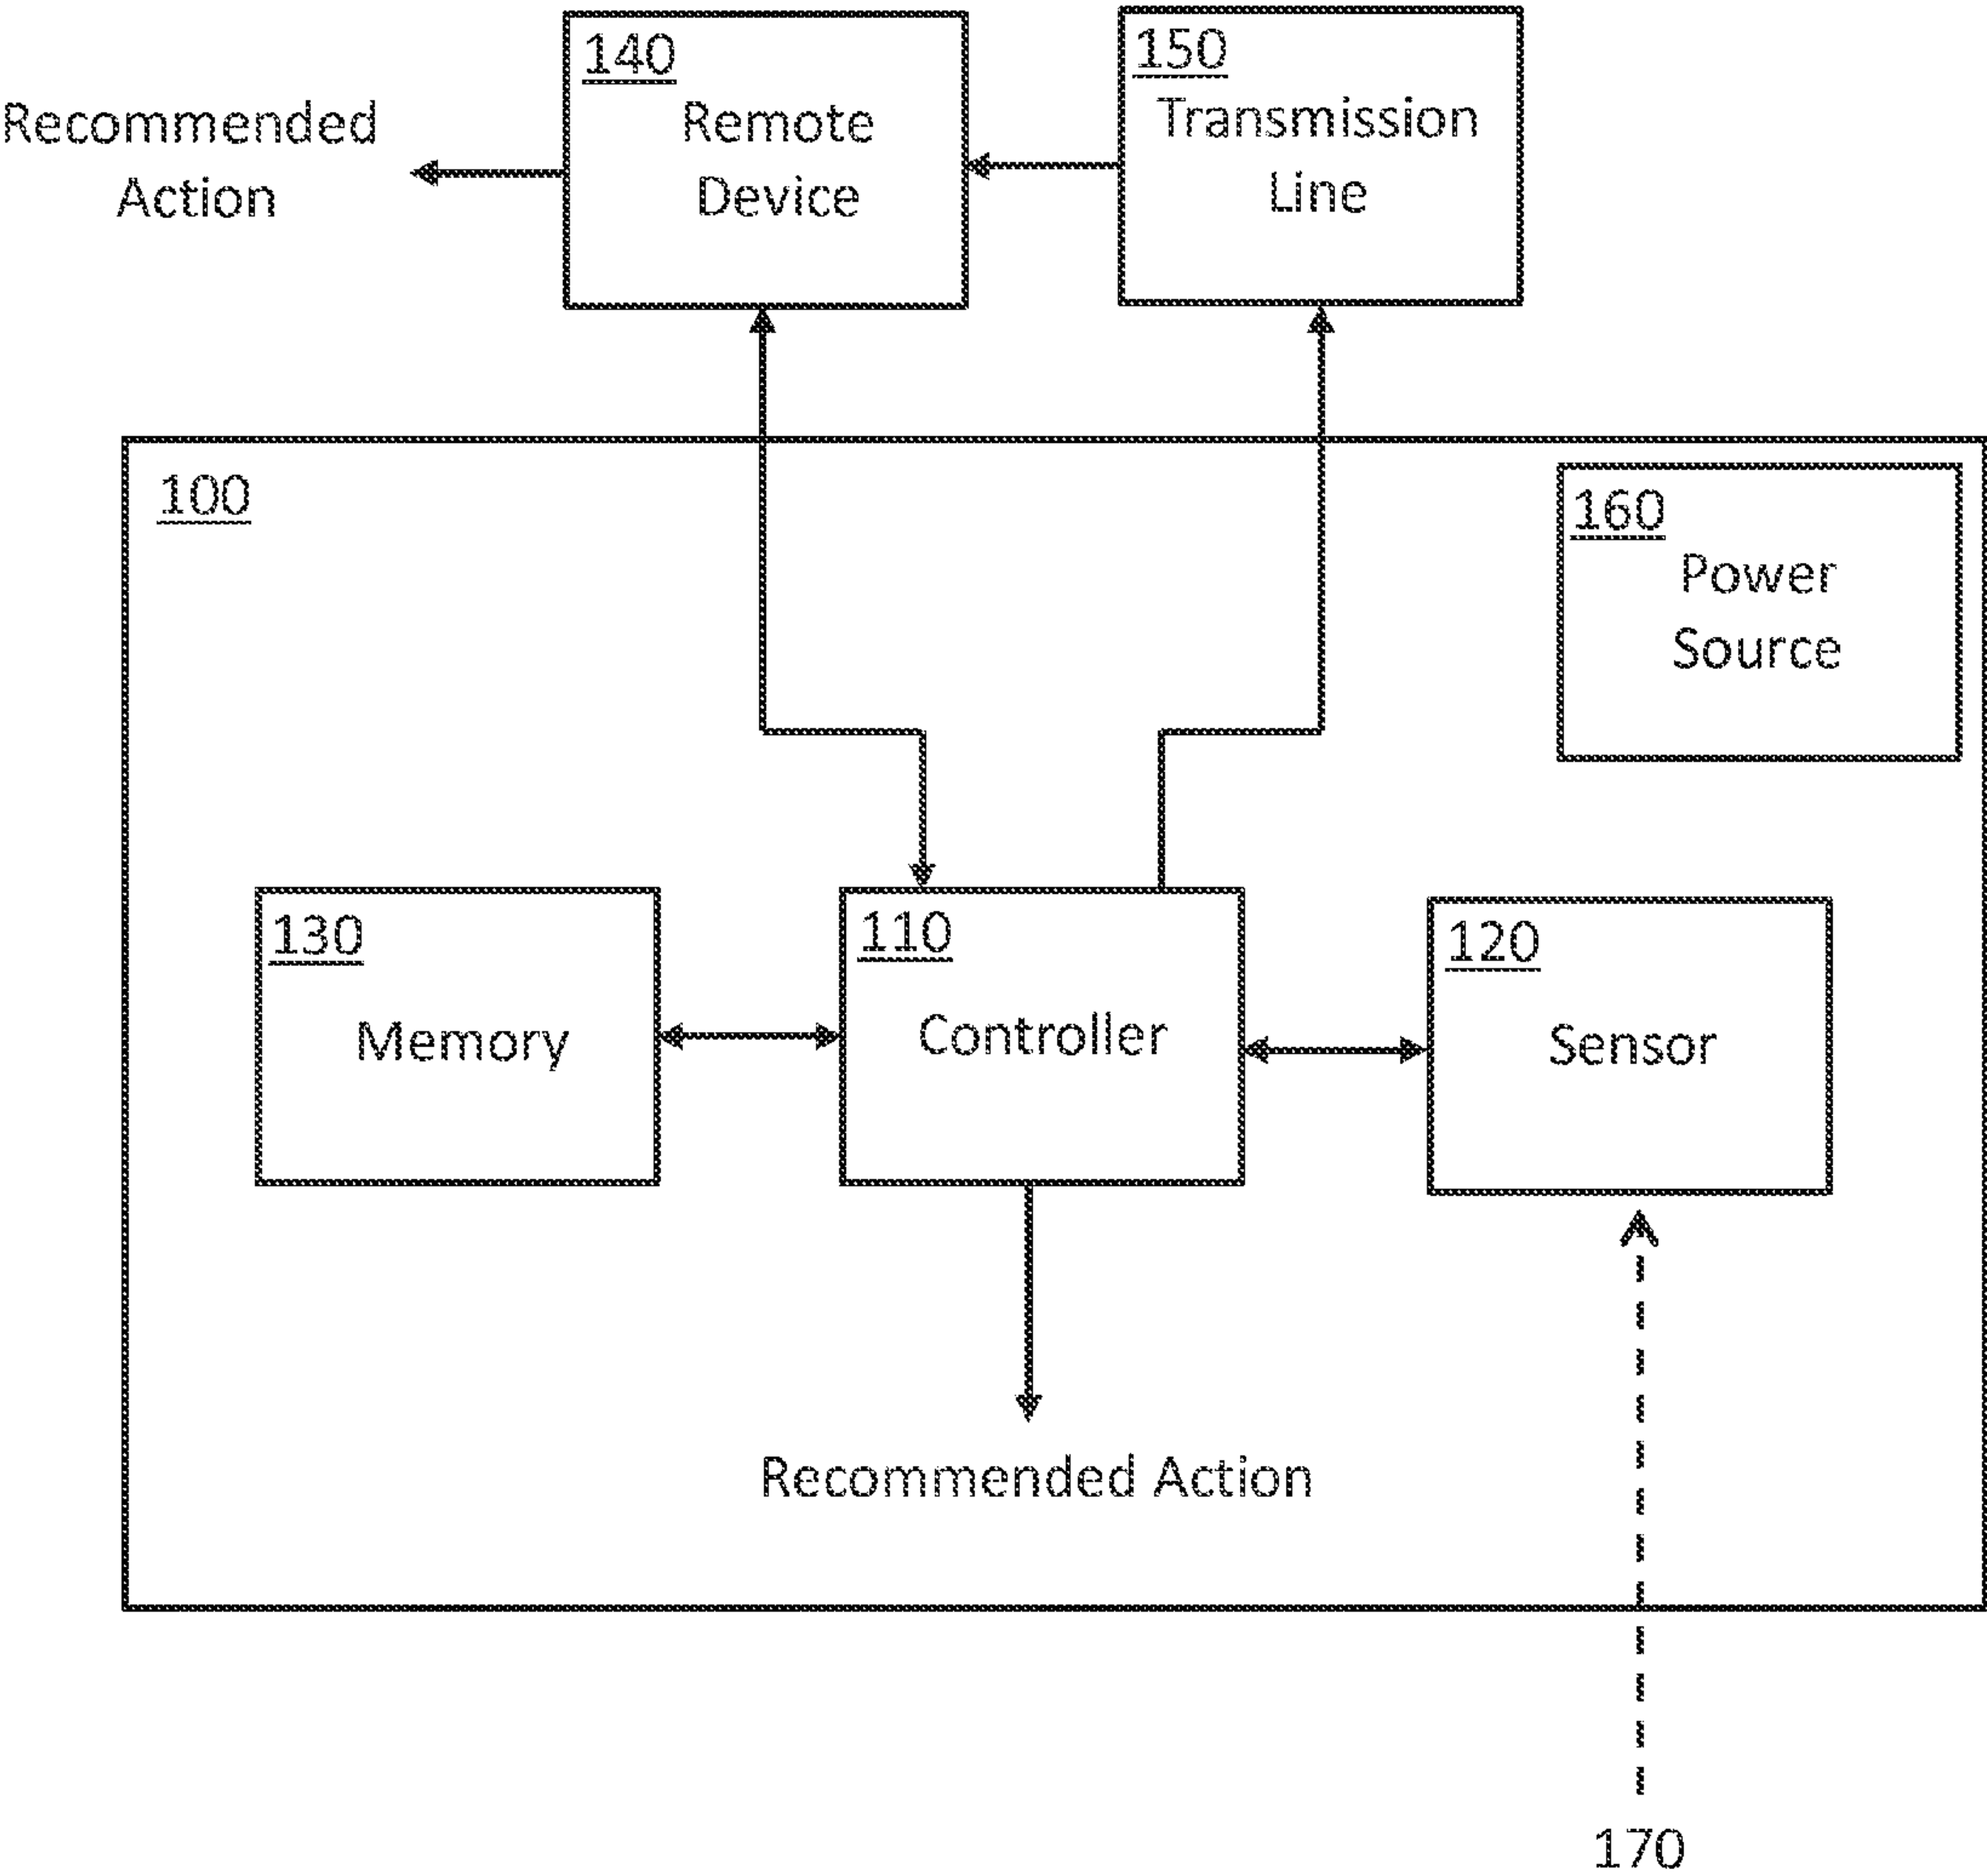 140
Remote
Device
150
Transmission
Line
Recommended
Action
100
160
Power
Source
130
Memory
110
Controller
120
Sensor
Recommended Action
170